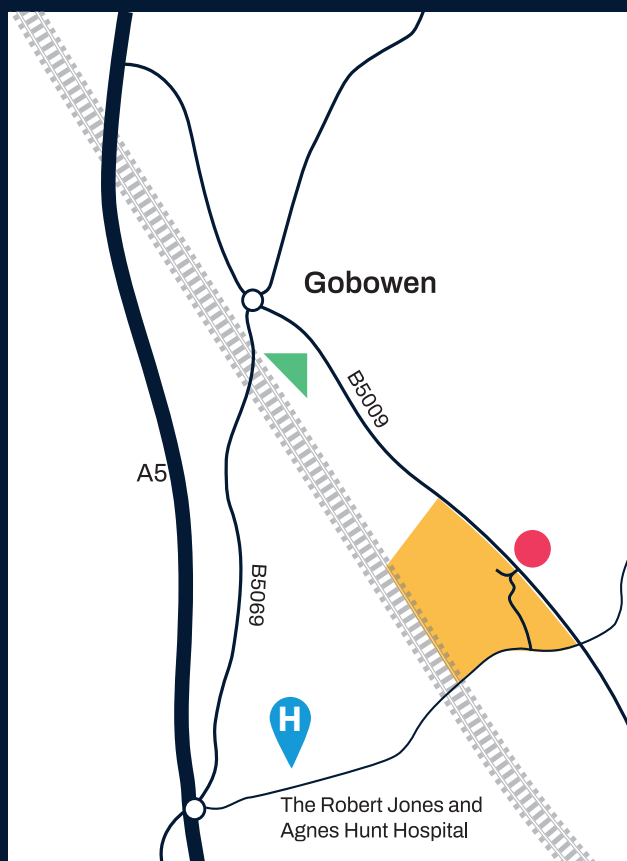 Gobowen
B5009
A5
B5069
H
The Robert Jones and
Agnes Hunt Hospital